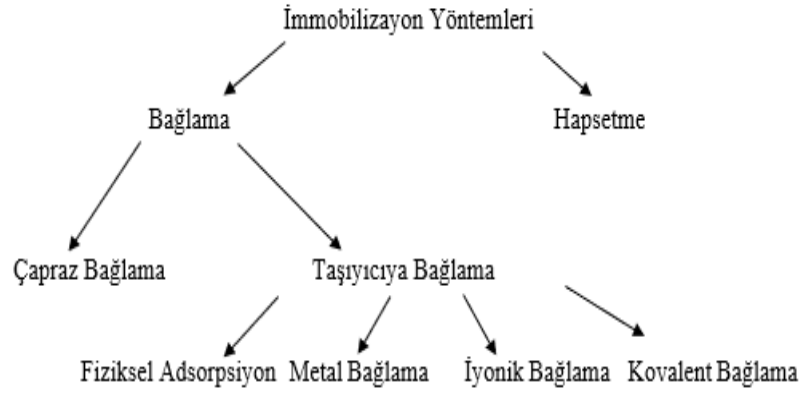 İmmobilizayon Yöntemleri
Bağlama
Hapsetme
Çapraz Bağlama
Taşıyıcıya Bağlama
Fiziksel Adsorpsiyon
Metal Bağlama
İyonik Bağlama
Kovalent Bağlama